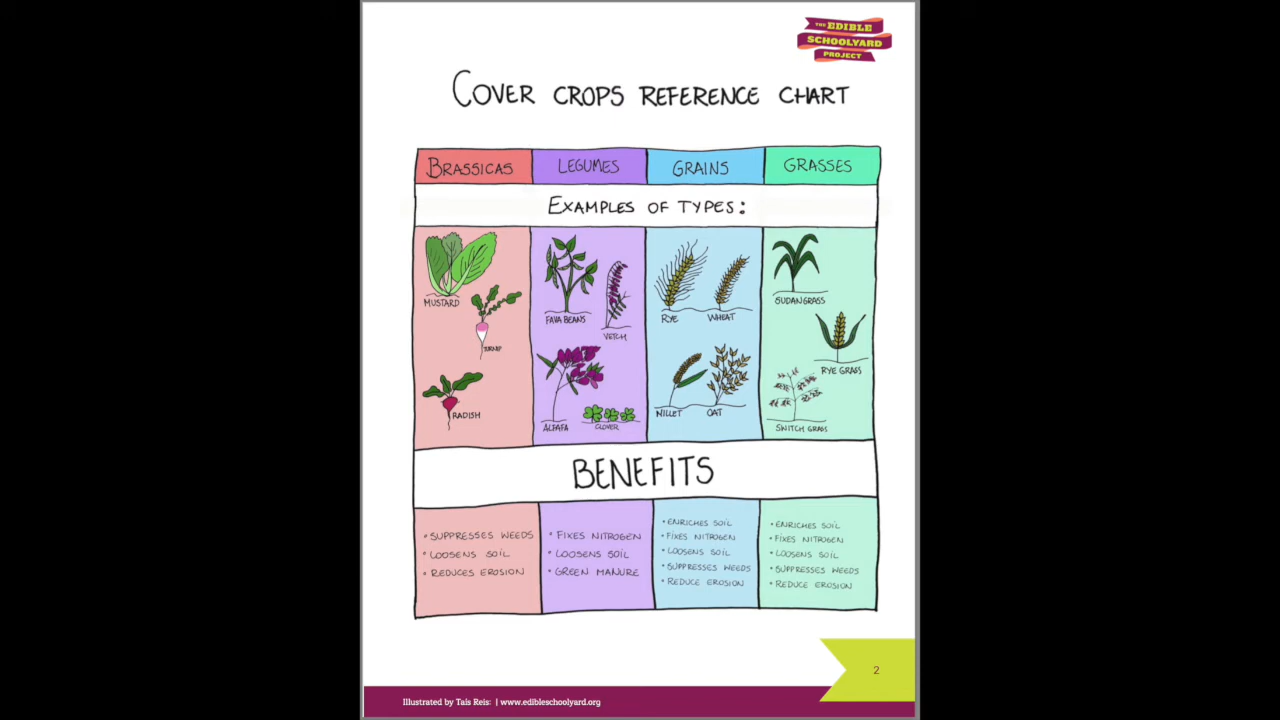 THE EDIBLE
SCHOOLYARD
PROJECT
COVER CROPS REFERENCE CHART
BRASSICAS
LEGUMES
GRAINS
GRASSES
EXAMPLES OF TYPES:
MUSTARD
TURNIP
RADISH
FAVA BEANS
VETCH
ALFAFA
CLOVER
RYE
WHEAT
NILLET
OAT
SUDANGRASS
RYE GRASS
SWITCH GRASS
BENEFITS
• SUPPRESSES WEEDS
• LOOSENS SOIL
• REDUCES EROSION
• FIXES NITROGEN
• LOOSENS SOIL
• GREEN MANURE
• ENRICHES SOIL
• FIXES NITROGEN
• LOOSENS SOIL
• SUPPRESSES WEEDS
• REDUCE EROSION
• ENRICHES SOIL
• FIXES NITROGEN
• LOOSENS SOIL
• SUPPRESSES WEEDS
• REDUCE EROSION
2
Illustrated by Tais Reis: | www.edibleschoolyard.org